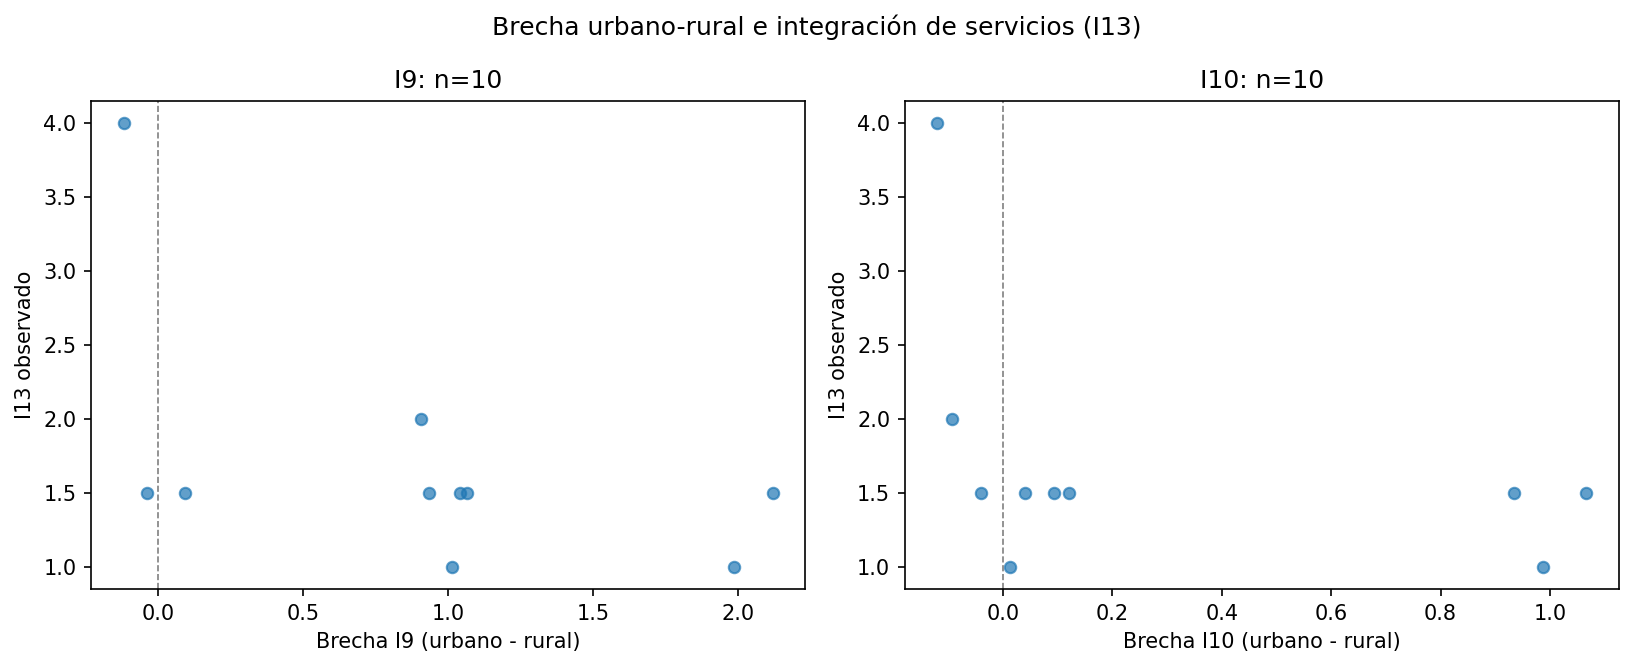 Brecha urbano-rural e integración de servicios (I13)
I9: n=10
I13 observado
4.0
3.5
3.0
2.5
2.0
1.5
1.0
0.0 0.5 1.0 1.5 2.0
Brecha I9 (urbano - rural)
I10: n=10
I13 observado
4.0
3.5
3.0
2.5
2.0
1.5
1.0
0.0 0.2 0.4 0.6 0.8 1.0
Brecha I10 (urbano - rural)